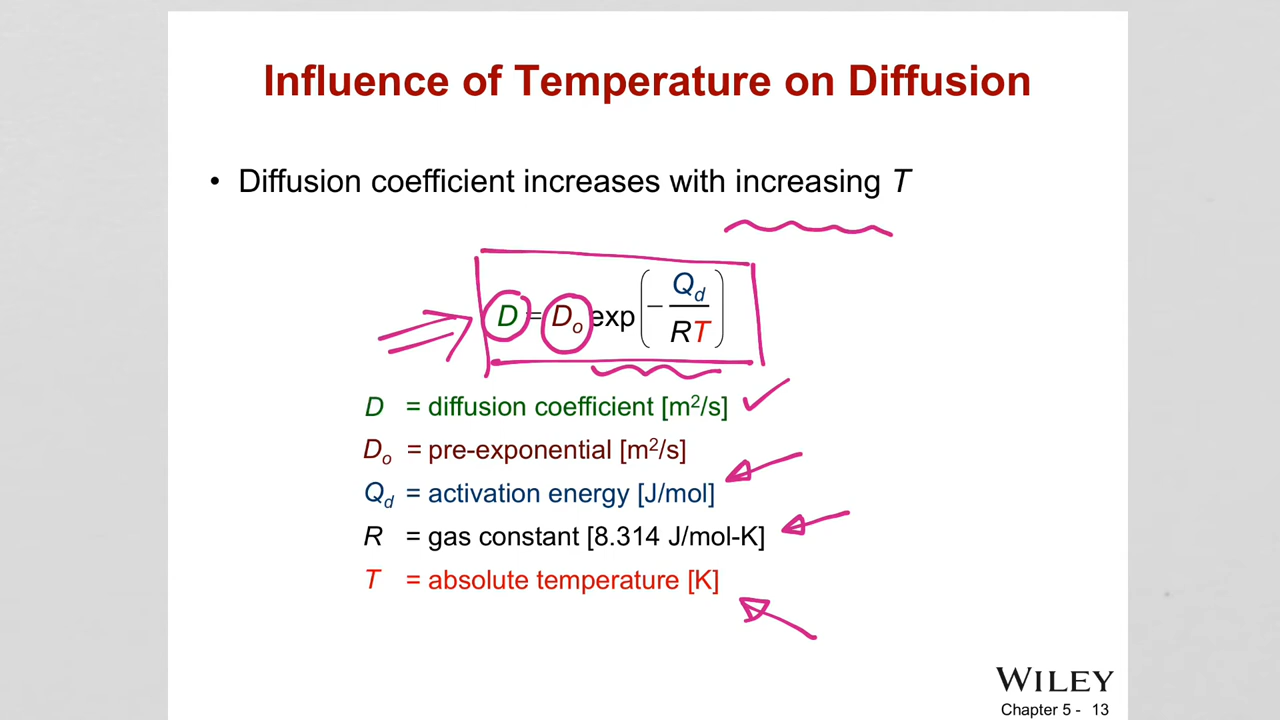 Influence of Temperature on Diffusion
• Diffusion coefficient increases with increasing T
D = Do exp(− Qd / RT)
D = diffusion coefficient [m²/s]
Do = pre-exponential [m²/s]
Qd = activation energy [J/mol]
R = gas constant [8.314 J/mol-K]
T = absolute temperature [K]
WILEY
Chapter 5 - 13